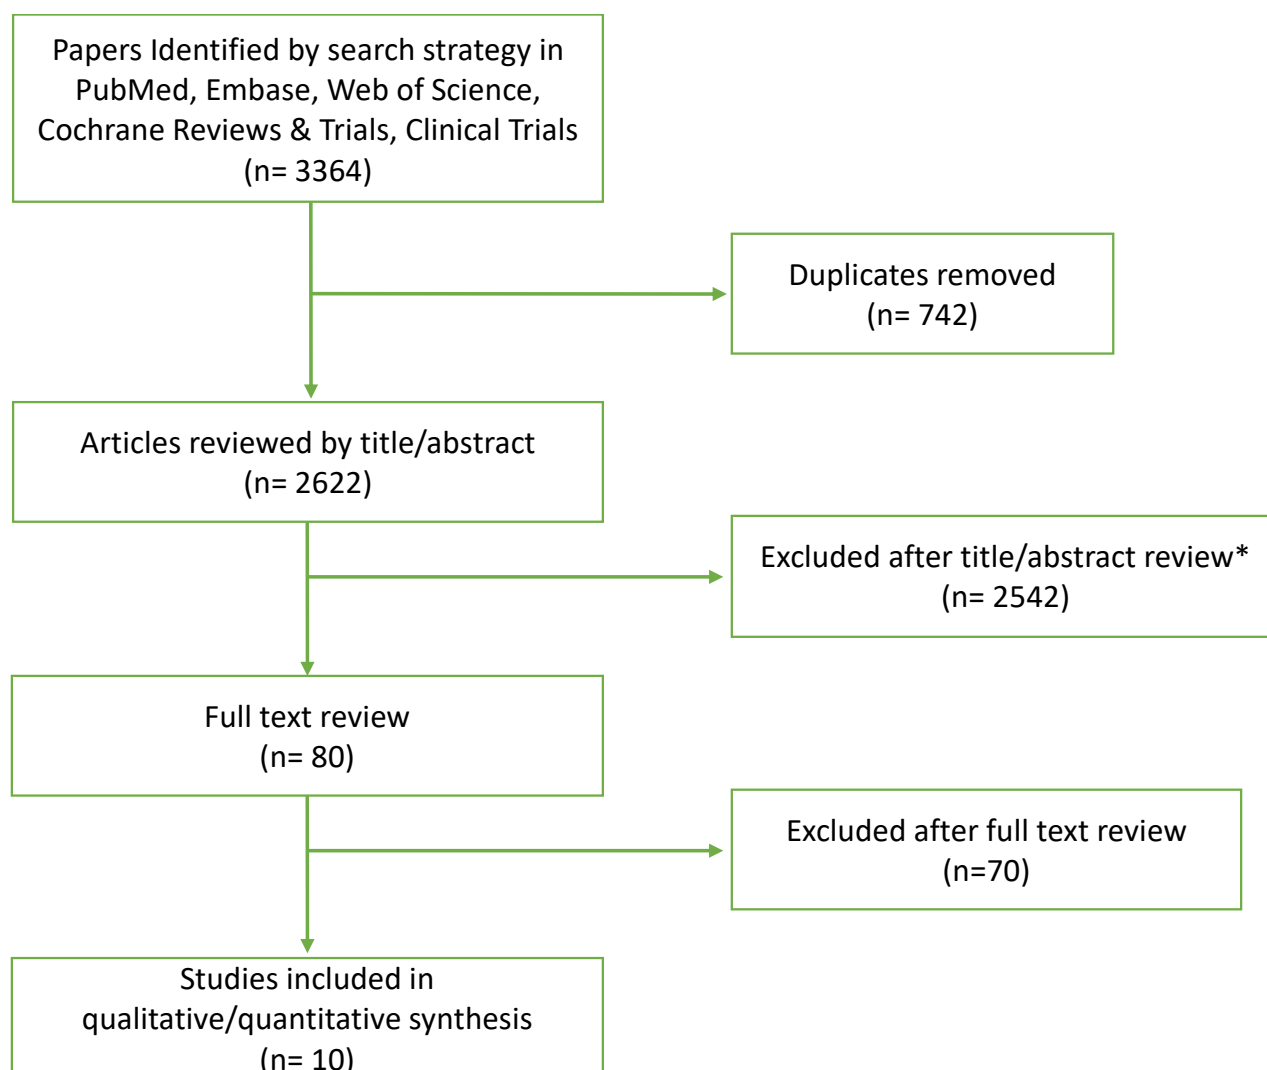 Papers Identified by search strategy in
PubMed, Embase, Web of Science,
Cochrane Reviews & Trials, Clinical Trials
(n= 3364)
Duplicates removed
(n= 742)
Articles reviewed by title/abstract
(n= 2622)
Excluded after title/abstract review*
(n= 2542)
Full text review
(n= 80)
Excluded after full text review
(n=70)
Studies included in
qualitative/quantitative synthesis
(n= 10)